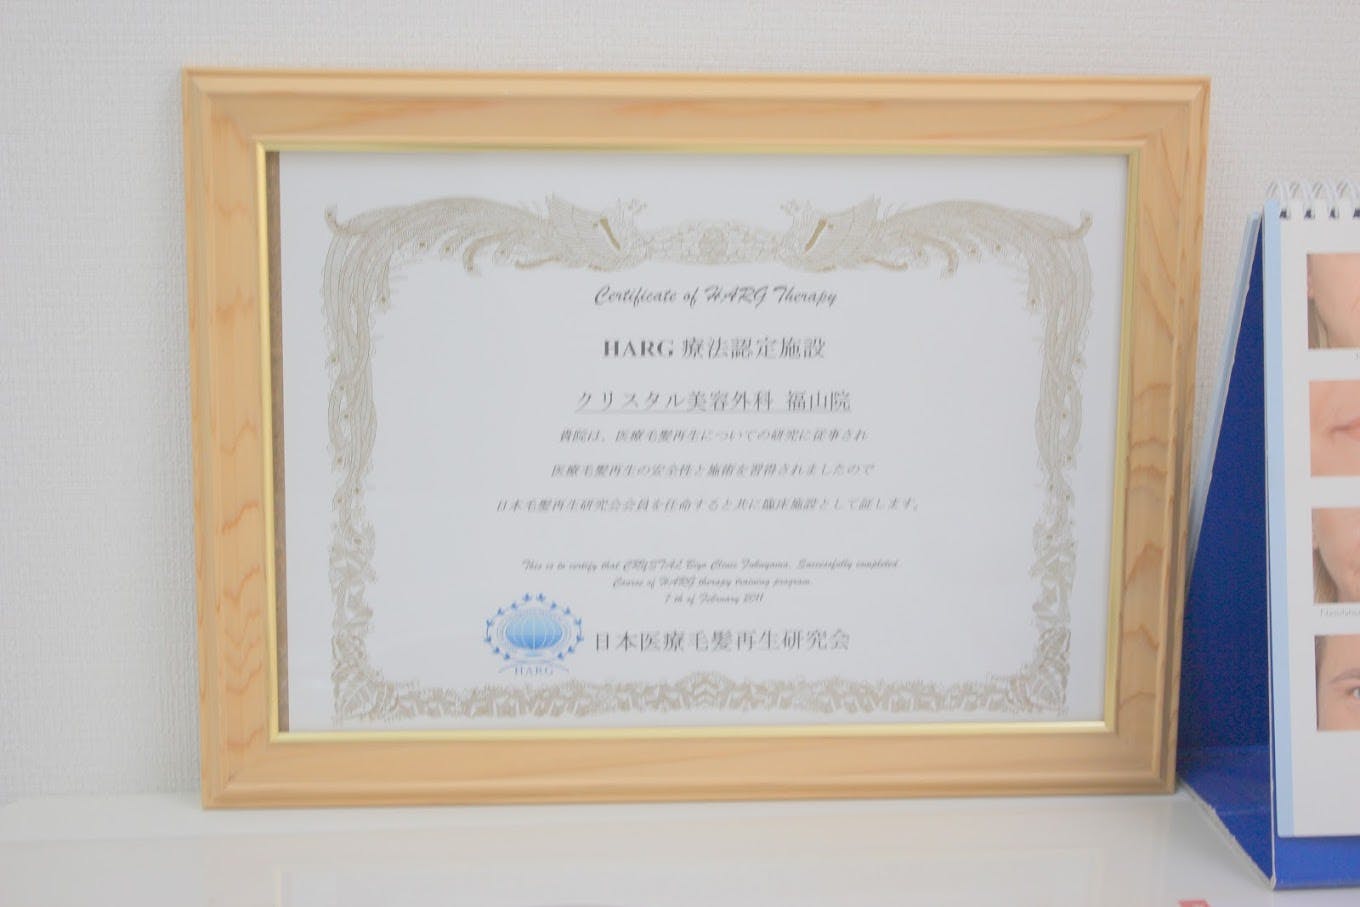 Certificate of HARG Therapy
HARG 療法認定施設
クリスタル美容外科 福山院
貴院は、医療毛髪再生についての研究に従事され
医療毛髪再生の安全性と施術を習得されましたので
日本毛髪再生研究会会員を任命すると共に臨床施設として証します。
This is to certify that CRYSTAL Biyo Clinic Fukuyama. Successfully completed
Course of HARG therapy training program.
7 th of February 2011
日本医療毛髪再生研究会
HARG